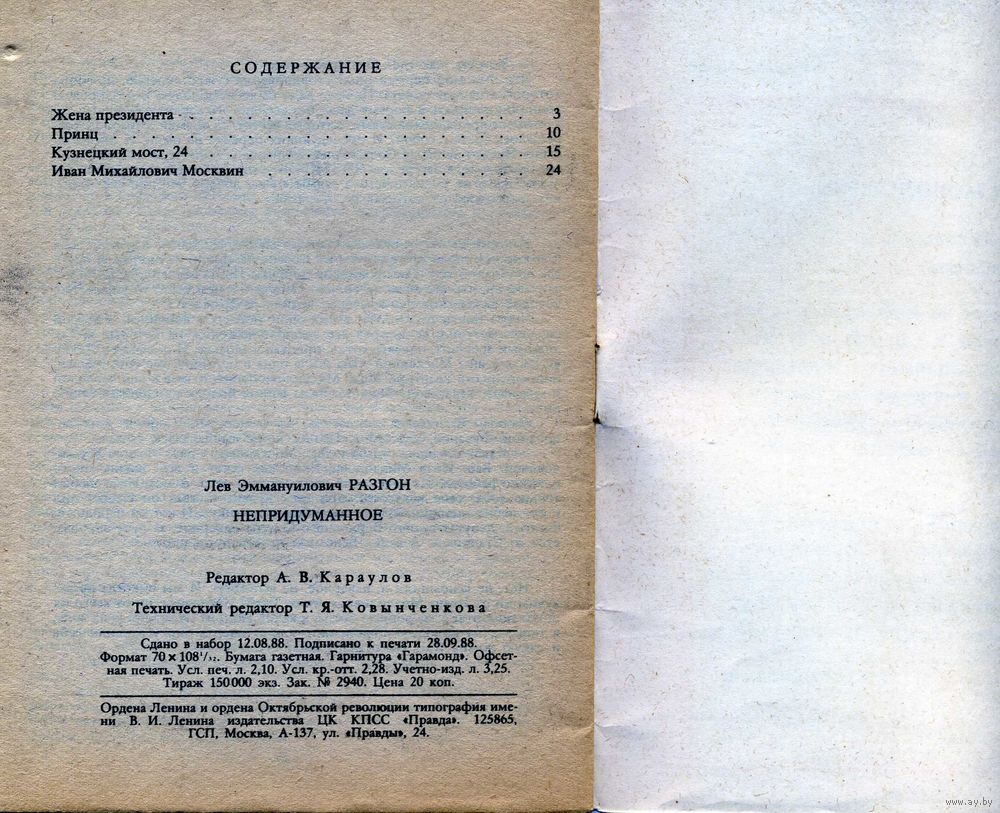 СОДЕРЖАНИЕ
Жена президента . . . . . . . . . . . . . . . . . . . 3
Принц . . . . . . . . . . . . . . . . . . . . . . . 10
Кузнецкий мост, 24 . . . . . . . . . . . . . . . . . . 15
Иван Михайлович Москвин . . . . . . . . . . . . . . 24
Лев Эммануилович РАЗГОН
НЕПРИДУМАННОЕ
Редактор А. В. Караулов
Технический редактор Т. Я. Ковынченкова
Сдано в набор 12.08.88. Подписано к печати 28.09.88.
Формат 70 × 108¹/₃₂. Бумага газетная. Гарнитура «Гарамонд». Офсет-
ная печать. Усл. печ. л. 2,10. Усл. кр.-отт. 2,28. Учетно-изд. л. 3,25.
Тираж 150 000 экз. Зак. № 2940. Цена 20 коп.
Ордена Ленина и ордена Октябрьской революции типография име-
ни В. И. Ленина издательства ЦК КПСС «Правда». 125865,
ГСП, Москва, А-137, ул. «Правды», 24.
www.ay.by